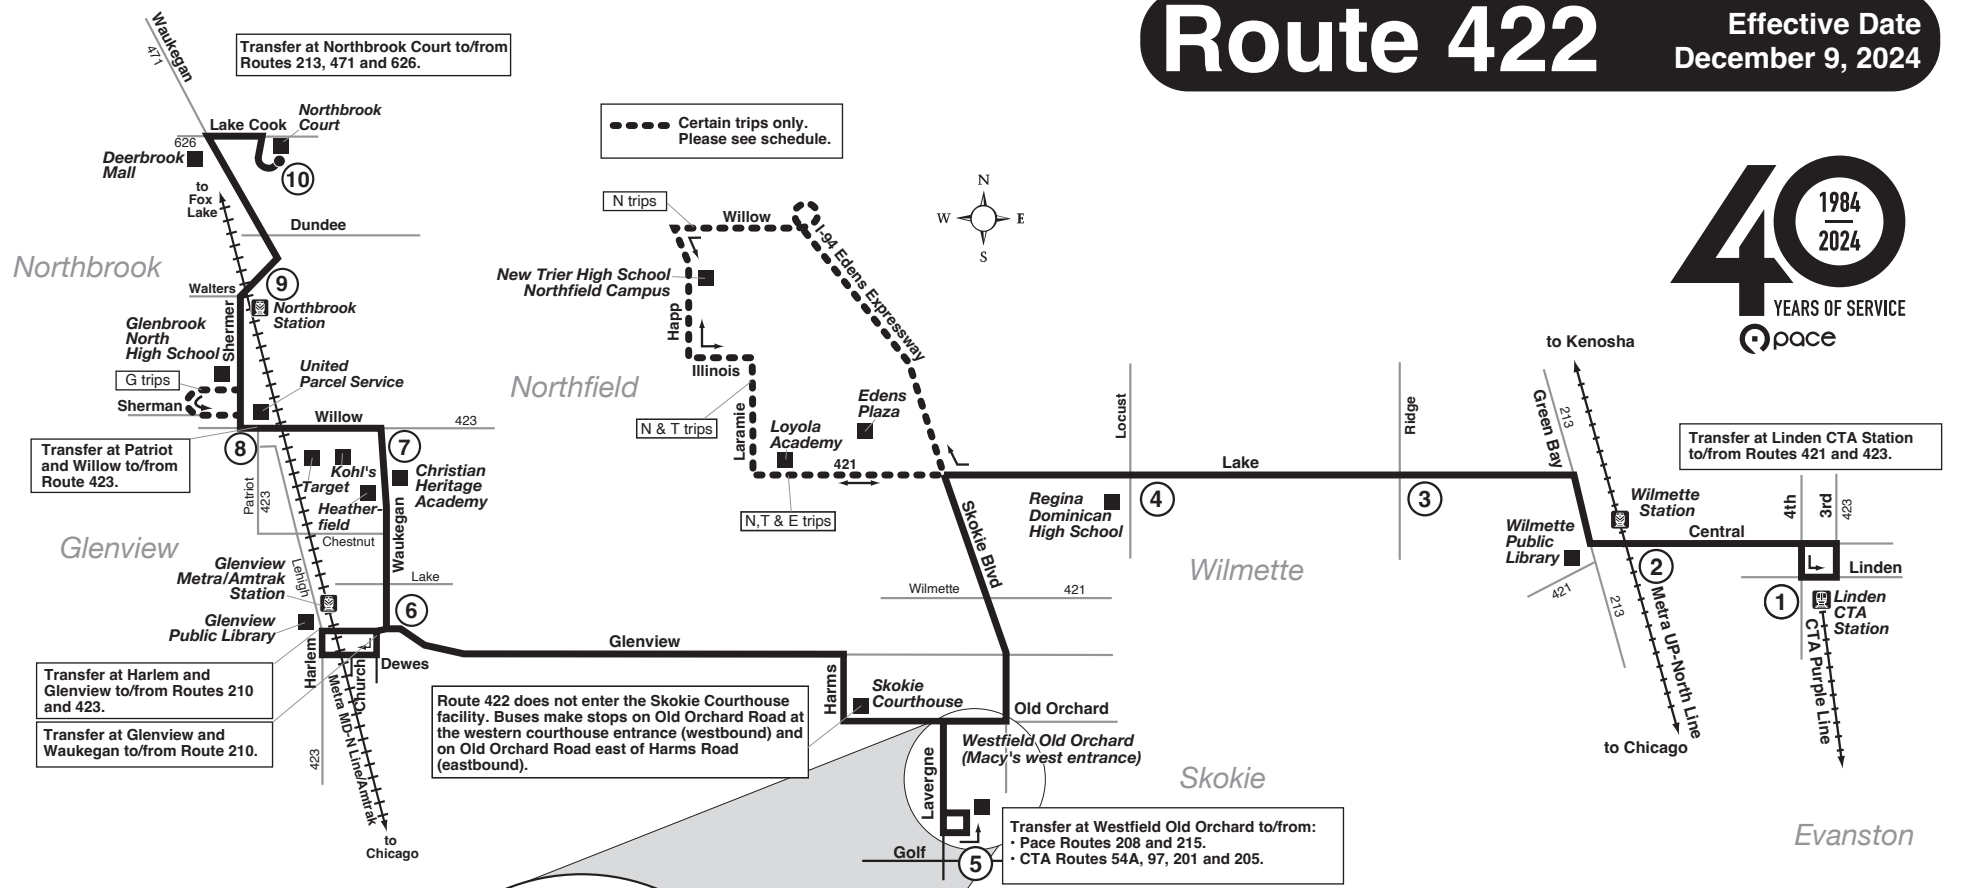 Route 422
Effective Date
December 9, 2024
Waukegan
471
Transfer at Northbrook Court to/from
Routes 213, 471 and 626.
Lake Cook
Northbrook
Court
626
Deerbrook
Mall
10
to
Fox
Lake
Dundee
Northbrook
Walters
9
Northbrook
Station
Shermer
Glenbrook
North
High School
G trips
Sherman
United
Parcel Service
Willow
423
Transfer at Patriot
and Willow to/from
Route 423.
8
7
Kohl's
Target
Heather-
field
Christian
Heritage
Academy
Patriot
423
Chestnut
Waukegan
Glenview
Glenview
Metra/Amtrak
Station
Lehigh
Lake
6
Glenview
Public Library
Harlem
Church
Dewes
Transfer at Harlem and
Glenview to/from Routes 210
and 423.
Transfer at Glenview and
Waukegan to/from Route 210.
423
Metra MD-N Line/Amtrak
to
Chicago
Certain trips only.
Please see schedule.
N trips
Willow
I-94 Edens Expressway
N
W
E
S
New Trier High School
Northfield Campus
Happ
Illinois
Northfield
N & T trips
Laramie
Loyola
Academy
Edens
Plaza
421
N,T & E trips
Skokie Blvd
Lake
Locust
Ridge
Regina
Dominican
High School
4
3
Wilmette
Wilmette
421
Glenview
Harms
Skokie
Courthouse
Old Orchard
Route 422 does not enter the Skokie Courthouse
facility. Buses make stops on Old Orchard Road at
the western courthouse entrance (westbound) and
on Old Orchard Road east of Harms Road
(eastbound).
Westfield Old Orchard
(Macy's west entrance)
Lavergne
Golf
5
Skokie
Transfer at Westfield Old Orchard to/from:
• Pace Routes 208 and 215.
• CTA Routes 54A, 97, 201 and 205.
40
1984
2024
YEARS OF SERVICE
pace
to Kenosha
Green Bay
213
Transfer at Linden CTA Station
to/from Routes 421 and 423.
Wilmette
Station
Wilmette
Public
Library
Central
4th
3rd
423
Linden
2
1
421
213
Metra UP-North Line
to Chicago
Linden
CTA
Station
CTA Purple Line
Evanston